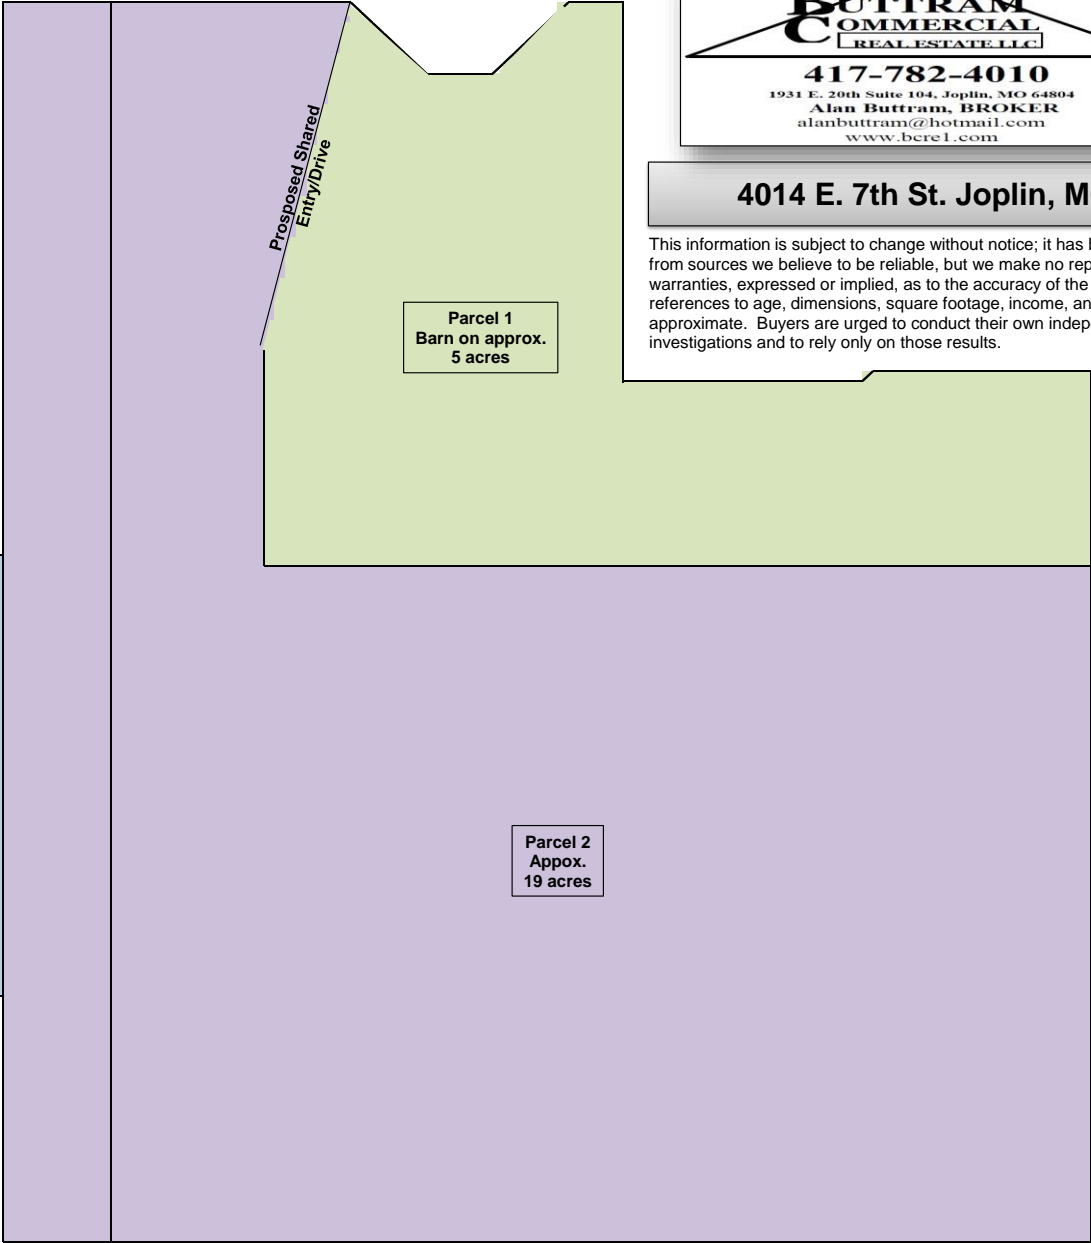 BUTTRAM
COMMERCIAL
REAL ESTATE LLC
417-782-4010
1931 E. 20th Suite 104, Joplin, MO 64804
Alan Buttram, BROKER
alanbuttram@hotmail.com
www.bcre1.com
4014 E. 7th St. Joplin, M
This information is subject to change without notice; it has
from sources we believe to be reliable, but we make no rep
warranties, expressed or implied, as to the accuracy of the
references to age, dimensions, square footage, income, an
approximate. Buyers are urged to conduct their own indep
investigations and to rely only on those results.
Prosposed Shared
Entry/Drive
Parcel 1
Barn on approx.
5 acres
Parcel 2
Appox.
19 acres